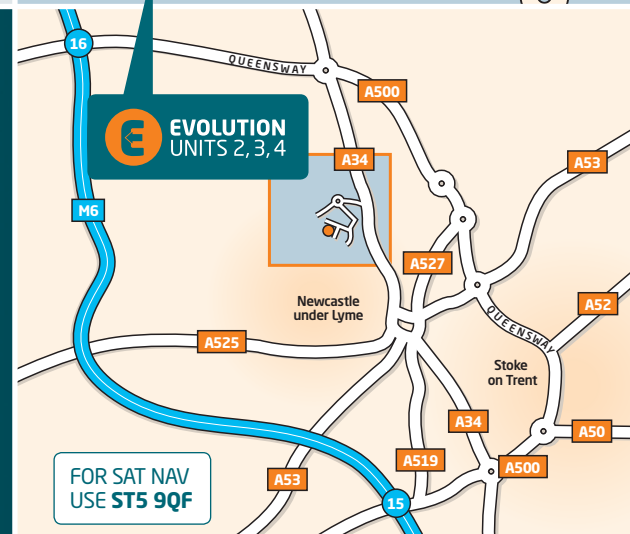 16
QUEENSWAY
A500
EVOLUTION
UNITS 2, 3, 4
A34
A53
M6
A527
Newcastle
under Lyme
A52
QUEENSWAY
A525
Stoke
on Trent
A34
A50
A519
A500
FOR SAT NAV
USE ST5 9QF
A53
15